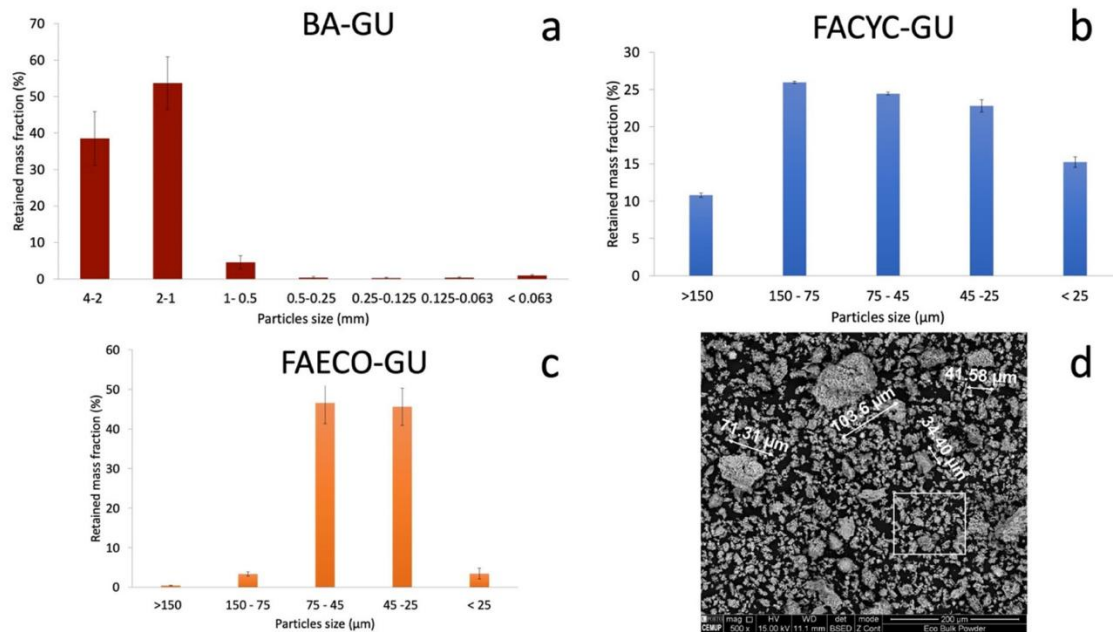 BA-GU
a
Retained mass fraction (%)
70
60
50
40
30
20
10
0
4-2 2-1 1- 0.5 0.5-0.25 0.25-0.125 0.125-0.063 < 0.063
Particles size (mm)
FACYC-GU
b
Retained mass fraction (%)
30
25
20
15
10
5
0
>150 150 - 75 75 - 45 45 -25 < 25
Particles size (µm)
FAECO-GU
c
Retained mass fraction (%)
60
50
40
30
20
10
0
>150 150 - 75 75 - 45 45 -25 < 25
Particles size (µm)
d
41.58 µm
103.6 µm
71.31 µm
34.40 µm
mag HV WD det mode 200 µm
CEMUP 500 x 15.00 kV 11.1 mm BSED Z Cont Eco Bulk Powder